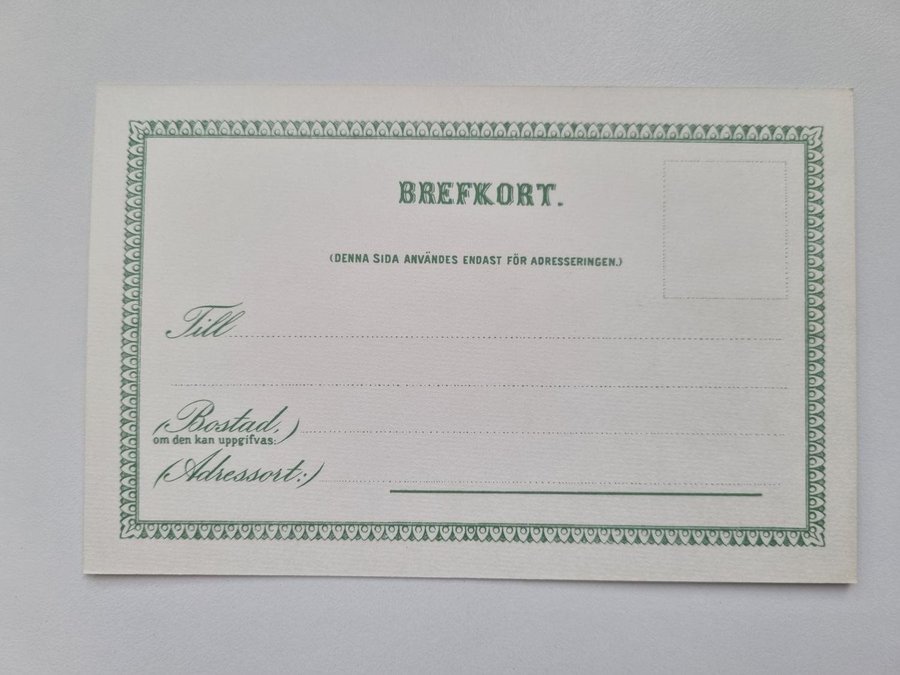 BREFKORT.
(DENNA SIDA ANVÄNDES ENDAST FÖR ADRESSERINGEN.)
Till
(Bostad,)
om den kan uppgifvas:
(Adressort:)